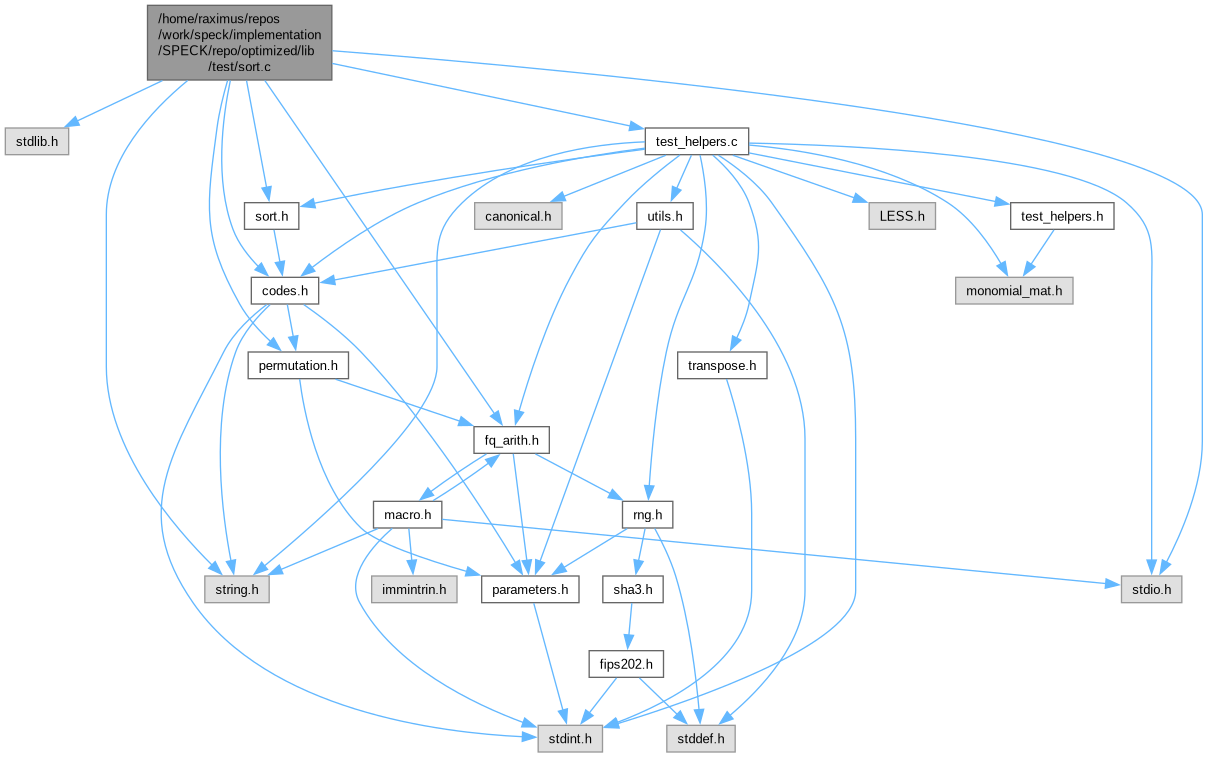 /home/raximus/repos
/work/speck/implementation
/SPECK/repo/optimized/lib
/test/sort.c
stdlib.h
test_helpers.c
sort.h
canonical.h
utils.h
LESS.h
test_helpers.h
codes.h
monomial_mat.h
permutation.h
transpose.h
fq_arith.h
macro.h
rng.h
string.h
immintrin.h
parameters.h
sha3.h
stdio.h
fips202.h
stdint.h
stddef.h